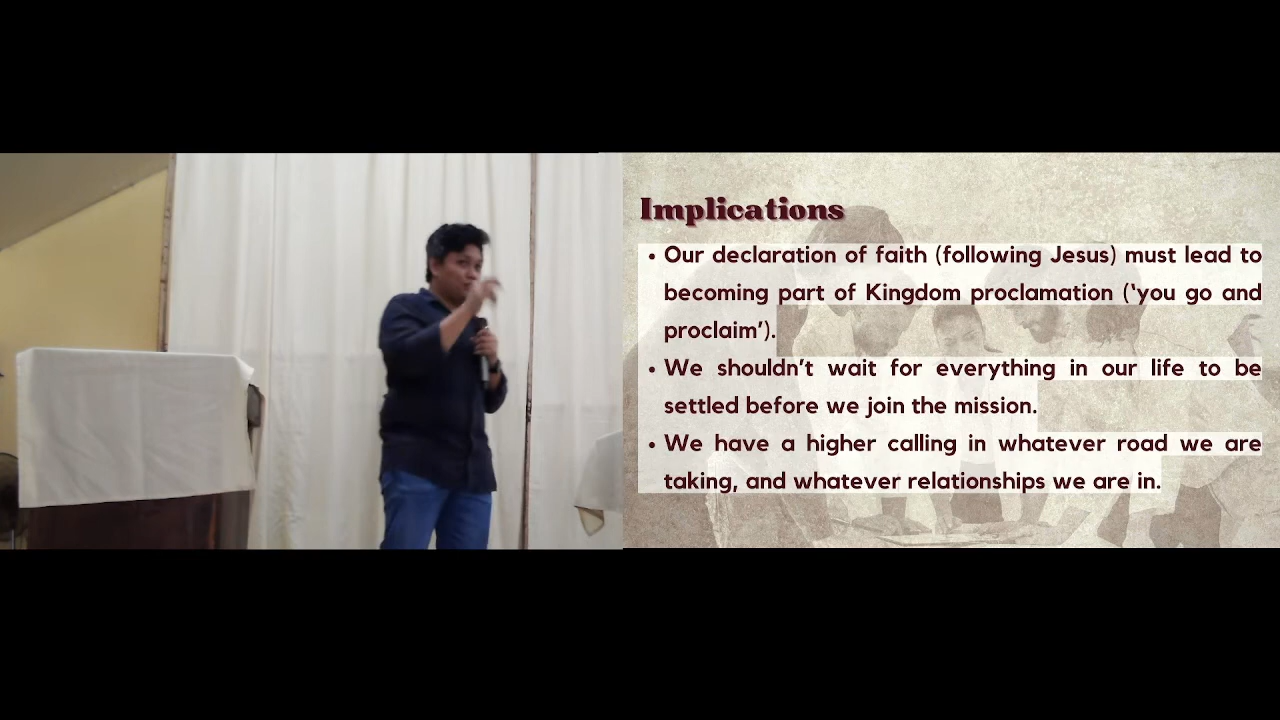 Implications
• Our declaration of faith (following Jesus) must lead to
becoming part of Kingdom proclamation (‘you go and
proclaim’).
• We shouldn’t wait for everything in our life to be
settled before we join the mission.
• We have a higher calling in whatever road we are
taking, and whatever relationships we are in.